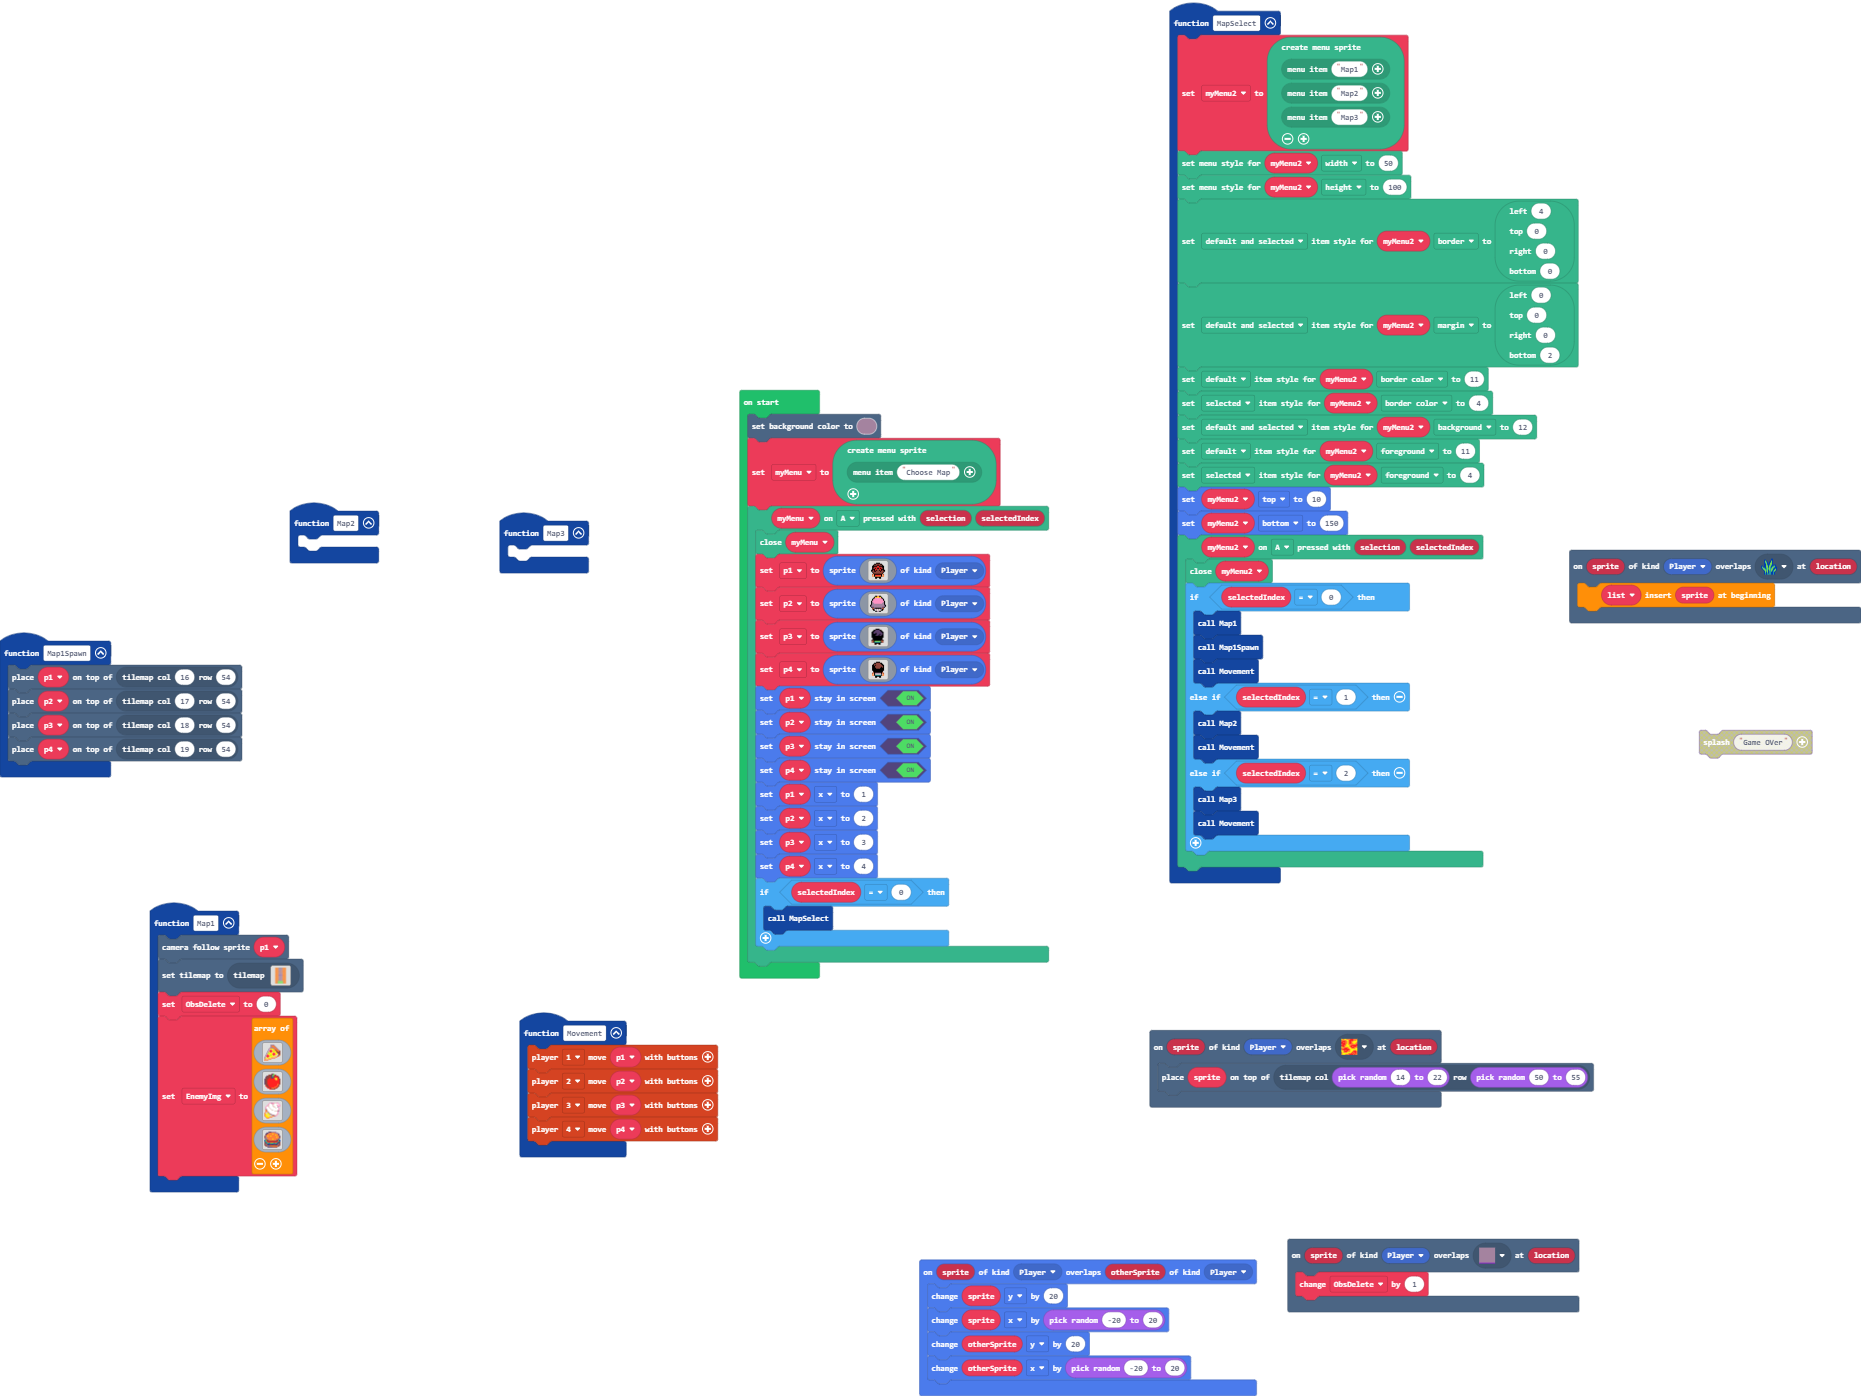 function MapSelect
create menu sprite
menu item "Map1"
menu item "Map2"
set myMenu2 to
menu item "Map3"
set menu style for myMenu2 width to 50
set menu style for myMenu2 height to 100
left 4
top 0
set default and selected item style for myMenu2 border to
right 0
bottom 0
left 0
top 0
set default and selected item style for myMenu2 margin to
right 0
bottom 2
set default item style for myMenu2 border color to 11
set selected item style for myMenu2 border color to 4
set default and selected item style for myMenu2 background to 12
set default item style for myMenu2 foreground to 11
set selected item style for myMenu2 foreground to 4
set myMenu2 top to 10
set myMenu2 bottom to 150
myMenu2 on A pressed with selection selectedIndex
close myMenu2
if selectedIndex = 0 then
call Map1
call Map1Spawn
call Movement
else if selectedIndex = 1 then
call Map2
call Movement
else if selectedIndex = 2 then
call Map3
call Movement
on start
set background color to
create menu sprite
set myMenu to
menu item "Choose Map"
myMenu on A pressed with selection selectedIndex
close myMenu
set p1 to sprite of kind Player
set p2 to sprite of kind Player
set p3 to sprite of kind Player
set p4 to sprite of kind Player
set p1 stay in screen ON
set p2 stay in screen ON
set p3 stay in screen ON
set p4 stay in screen ON
set p1 x to 1
set p2 x to 2
set p3 x to 3
set p4 x to 4
if selectedIndex = 0 then
call MapSelect
function Map2
function Map3
on sprite of kind Player overlaps at location
list insert sprite at beginning
function Map1Spawn
place p1 on top of tilemap col 16 row 54
place p2 on top of tilemap col 17 row 54
place p3 on top of tilemap col 18 row 54
place p4 on top of tilemap col 19 row 54
splash "Game OVer"
function Map1
camera follow sprite p1
set tilemap to tilemap
set ObsDelete to 0
array of
set EnemyImg to
function Movement
player 1 move p1 with buttons
player 2 move p2 with buttons
player 3 move p3 with buttons
player 4 move p4 with buttons
on sprite of kind Player overlaps at location
place sprite on top of tilemap col pick random 14 to 22 row pick random 50 to 55
on sprite of kind Player overlaps otherSprite of kind Player
change sprite y by 20
change sprite x by pick random -20 to 20
change otherSprite y by 20
change otherSprite x by pick random -20 to 20
on sprite of kind Player overlaps at location
change ObsDelete by 1